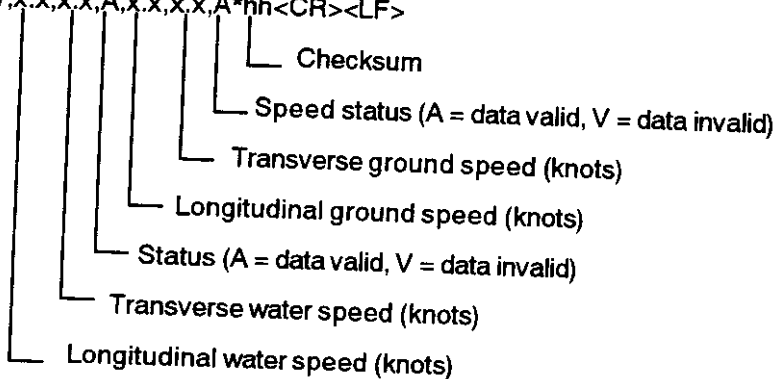 ,x.x,x.x,A,x.x,x.x,A*hh<CR><LF>
Checksum
Speed status (A = data valid, V = data invalid)
Transverse ground speed (knots)
Longitudinal ground speed (knots)
Status (A = data valid, V = data invalid)
Transverse water speed (knots)
Longitudinal water speed (knots)